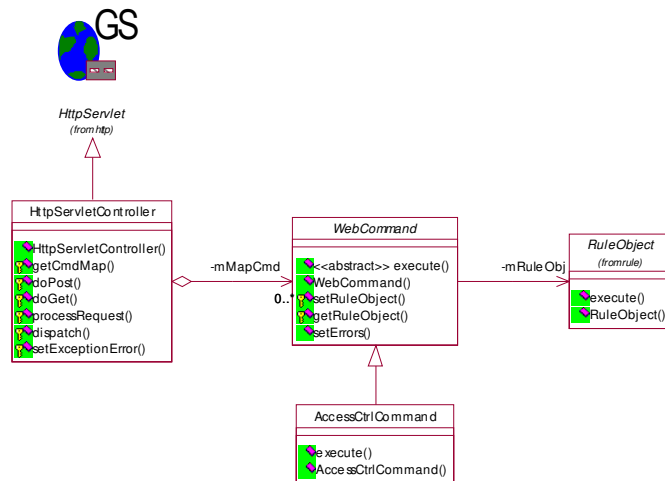 GS
HttpServlet
(from http)
HttpServletController
HttpServletController()
getCmdMap()
doPost()
doGet()
processRequest()
dispatch()
setExceptionError()
-mMapCmd
0..*
WebCommand
<<abstract>> execute()
WebCommand()
setRuleObject()
getRuleObject()
setErrors()
-mRuleObj
RuleObject
(from rule)
execute()
RuleObject()
AccessCtrlCommand
execute()
AccessCtrlCommand()